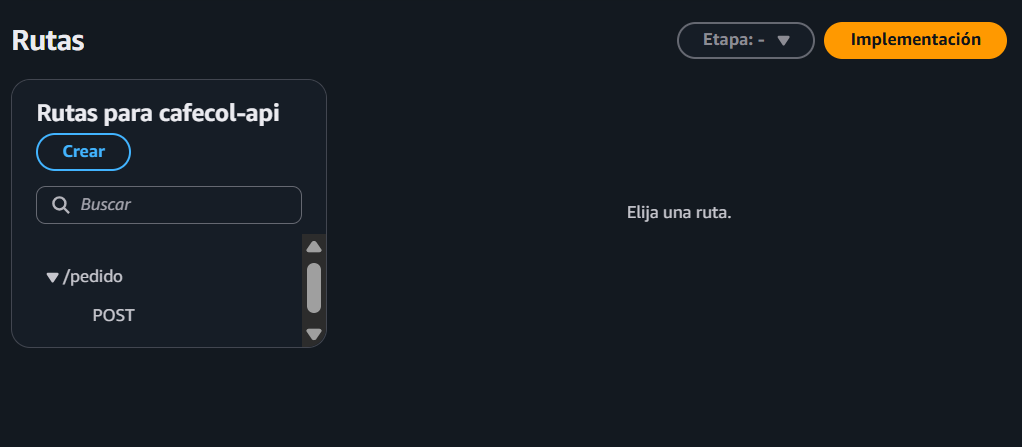 Rutas
Etapa: -
Implementación
Rutas para cafecol-api
Crear
Buscar
Elija una ruta.
/pedido
POST